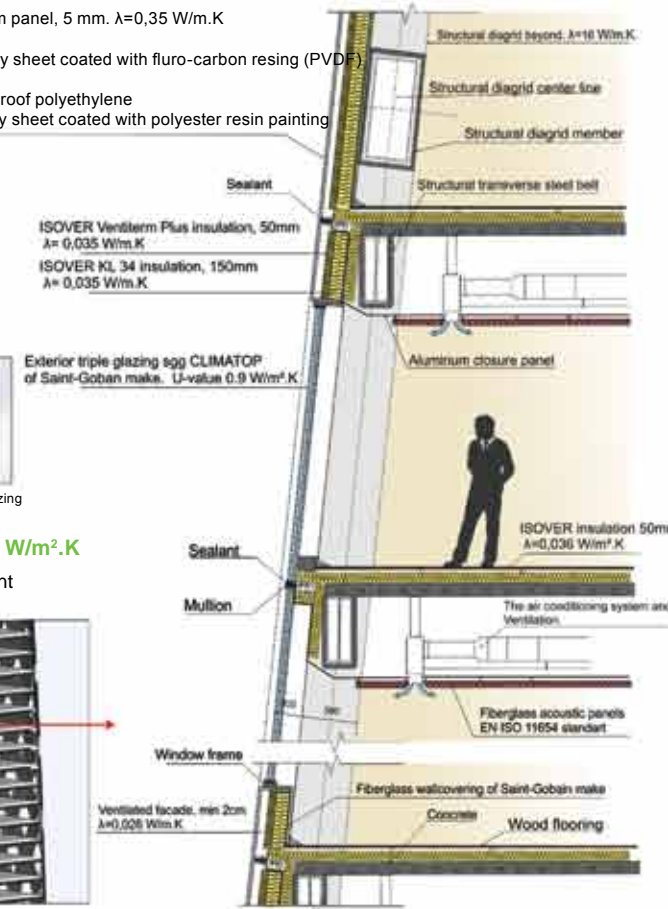 m panel, 5 mm. λ=0,35 W/m.K
y sheet coated with fluro-carbon resing (PVDF)
roof polyethylene
y sheet coated with polyester resin painting
Structural diagrid beyond. λ=16 W/m.K
Structural diagrid center line
Structural diagrid member
Sealant
Structural transverse steel belt
ISOVER Ventiterm Plus insulation, 50mm
λ= 0,035 W/m.K
ISOVER KL 34 insulation, 150mm
λ= 0,035 W/m.K
Aluminium closure panel
Exterior triple glazing sgg CLIMATOP
of Saint-Goban make. U-value 0.9 W/m².K
zing
W/m².K
nt
ISOVER insulation 50mm
λ=0,036 W/m².K
Sealant
Mullion
The air conditioning system and
Ventilation.
Fiberglass acoustic panels
EN ISO 11654 standart
Window frame
Fiberglass wallcovering of Saint-Gobain make
Ventilated facade, min 2cm
λ=0,026 W/m.K
Concrete
Wood flooring